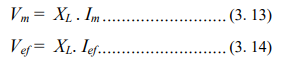 Vm = XL . Im ............................(3. 13)
Vef = XL. Ief............................(3. 14)